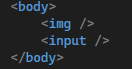 <body>
    <img />
    <input />
</body>